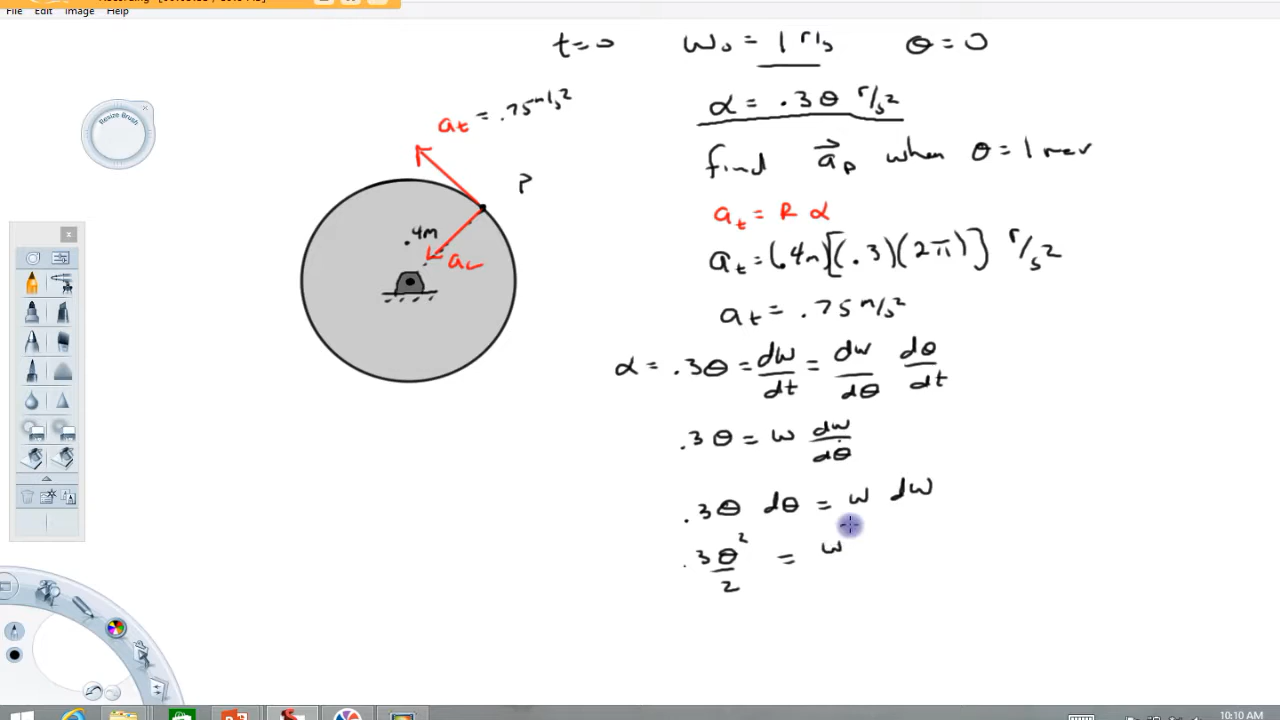 File Edit Image Help
t=0 ω₀ = 1 r/s θ = 0
α = .3θ r/s²
find a⃗ₚ when θ = 1 rev
aₜ = .75 m/s²
P
.4m
a꜀
aₜ = R α
aₜ = (.4m)[(.3)(2π)] r/s²
aₜ = .75 m/s²
α = .3θ = dω/dt = dω/dθ dθ/dt
.3θ = ω dω/dθ
.3θ dθ = ω dω
.3θ²/2 = ω
Resize Brush
10:10 AM